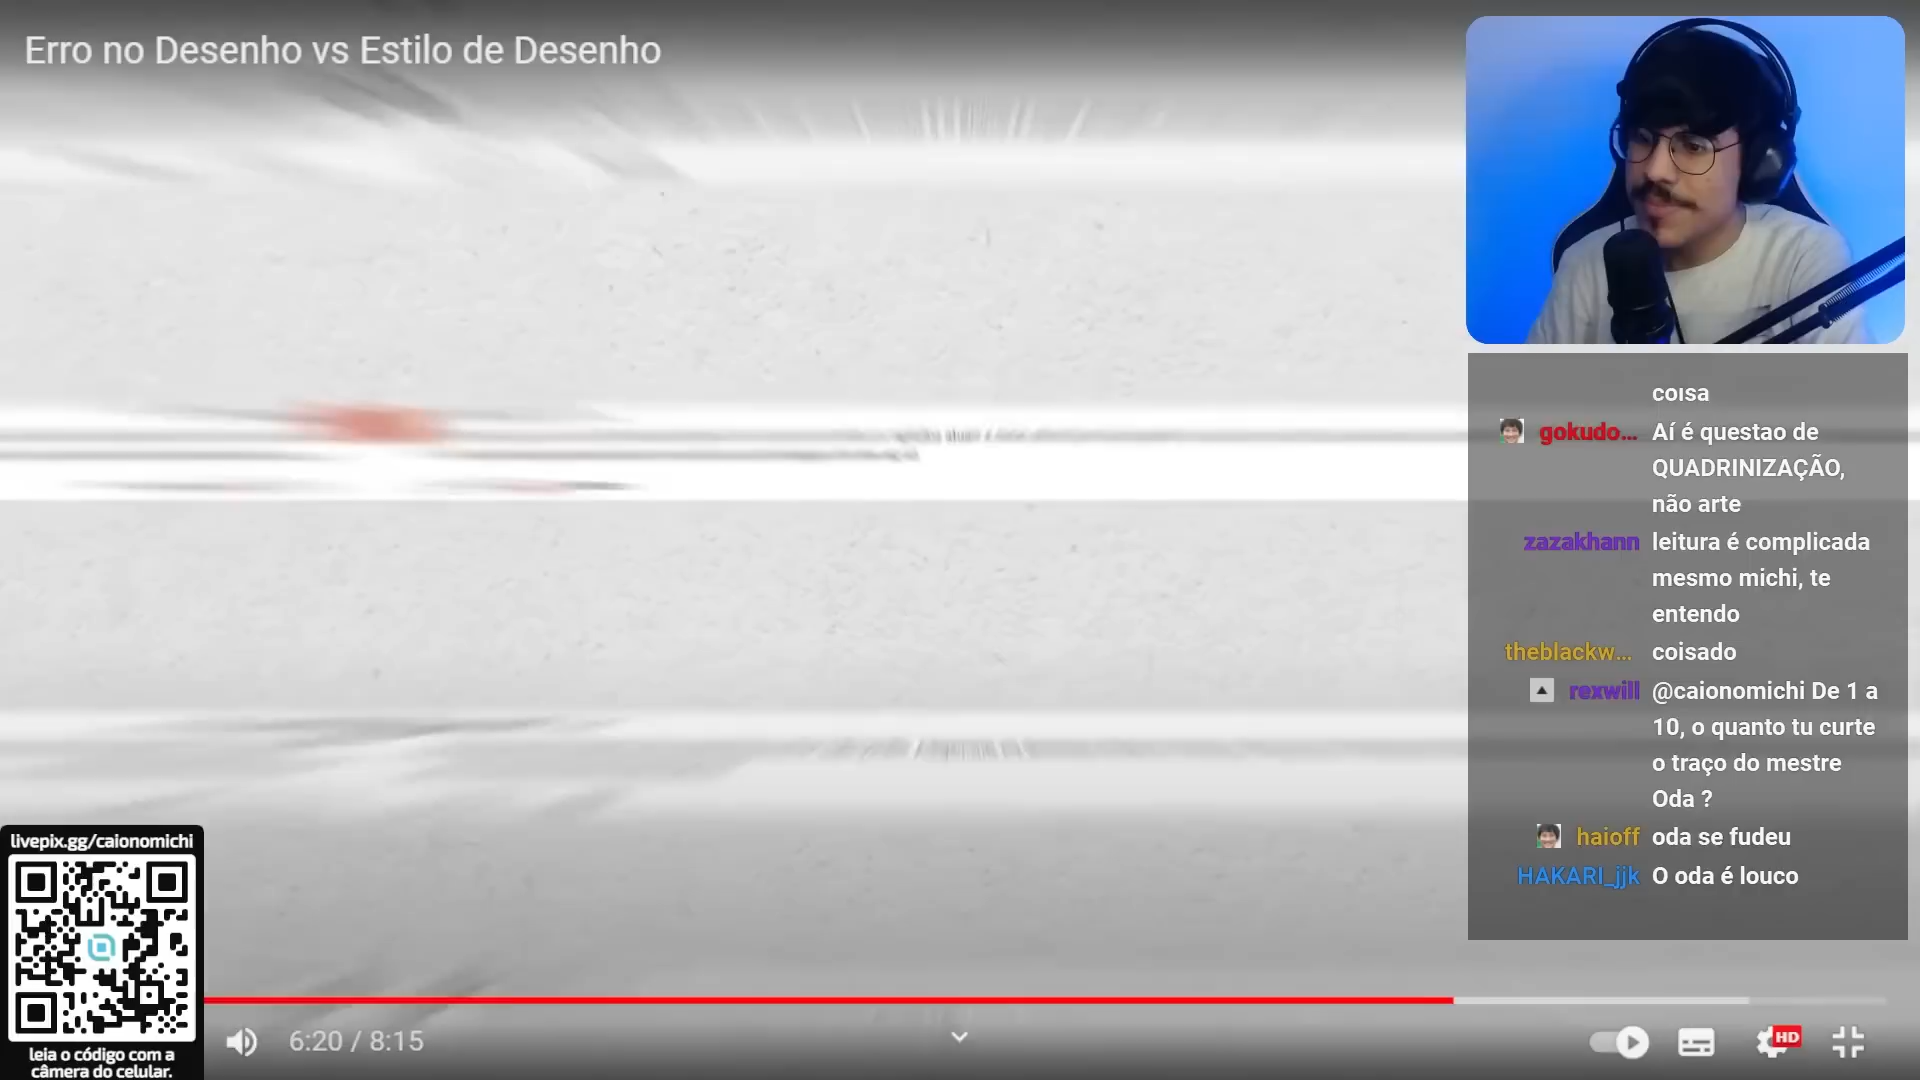 Erro no Desenho vs Estilo de Desenho
coisa
gokudo... Aí é questao de
QUADRINIZAÇÃO,
não arte
zazakhann leitura é complicada
mesmo michi, te
entendo
theblackw... coisado
rexwill @caionomichi De 1 a
10, o quanto tu curte
o traço do mestre
Oda ?
haioff oda se fudeu
HAKARI_jjk O oda é louco
livepix.gg/caionomichi
leia o código com a
câmera do celular.
6:20 / 8:15
HD